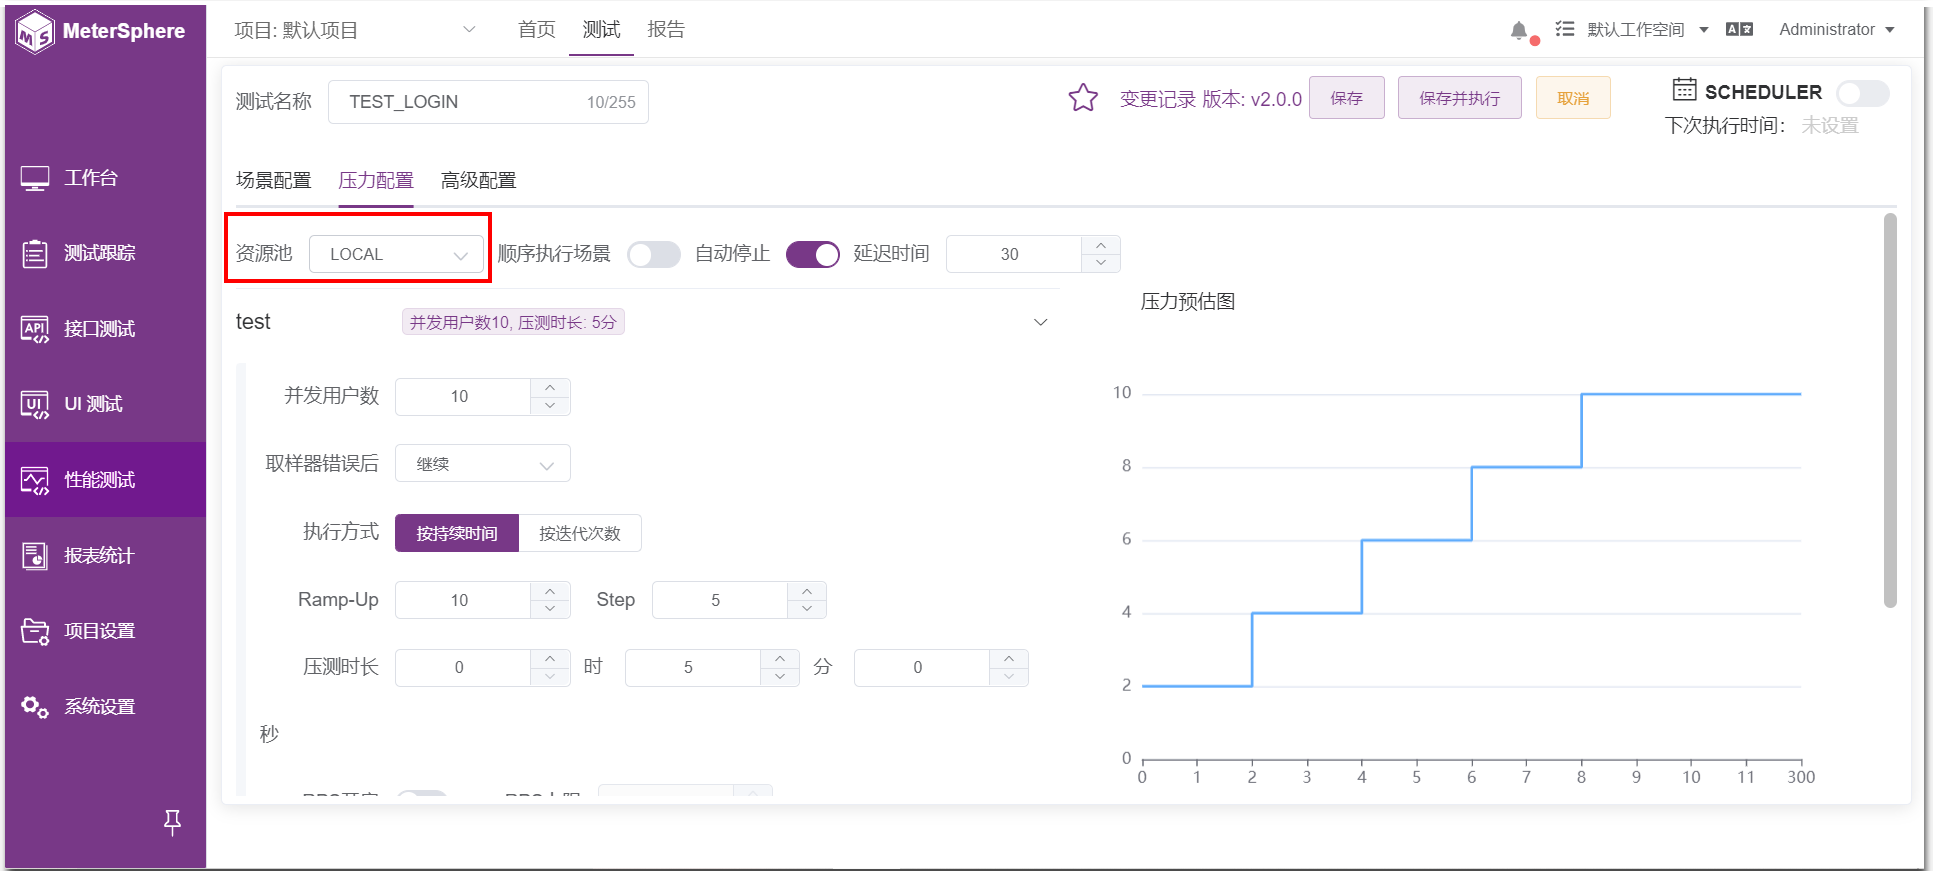 MeterSphere
项目: 默认项目
首页 测试 报告
默认工作空间
Administrator
测试名称 TEST_LOGIN 10/255
变更记录 版本: v2.0.0 保存 保存并执行 取消
SCHEDULER
下次执行时间： 未设置
工作台
测试跟踪
接口测试
UI 测试
性能测试
报表统计
项目设置
系统设置
场景配置 压力配置 高级配置
资源池 LOCAL 顺序执行场景 自动停止 延迟时间 30
test 并发用户数10, 压测时长: 5分
并发用户数 10
取样器错误后 继续
执行方式 按持续时间 按迭代次数
Ramp-Up 10 Step 5
压测时长 0 时 5 分 0
秒
压力预估图
10
8
6
4
2
0
0 1 2 3 4 5 6 7 8 9 10 11 300